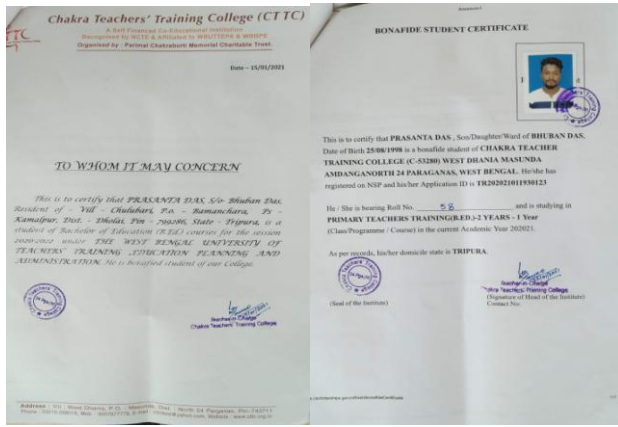 Chakra Teachers' Training College (CTTC)
A Self Financed Co-Educational Institution
Recognised by NCTE & Affiliated to WBUTTEPA & WBBPE
Organised by : Parimal Chakraborti Memorial Charitable Trust.
Date - 15/01/2021
TO WHOM IT MAY CONCERN
This is to certify that PRASANTA DAS, S/o- Bhuban Das,
Resident of - Vill - Chulubari, P.o. - Bamanchara, Ps -
Kamalpur, Dist. - Dhalai, Pin - 799286, State - Tripura, is a
student of Bachelor of Education (B.Ed.) courses for the session
2020-2022 under THE WEST BENGAL UNIVERSITY OF
TEACHERS' TRAINING , EDUCATION PLANNING AND
ADMINISTRATION. He is bonafied student of our College.
Teacher-in-Charge
Chakra Teachers' Training College
BONAFIDE STUDENT CERTIFICATE
This is to certify that PRASANTA DAS , Son/Daughter/Ward of BHUBAN DAS,
Date of Birth 25/08/1998 is a bonafide student of CHAKRA TEACHER
TRAINING COLLEGE (C-53280) WEST DHANIA MASUNDA
AMDANGANORTH 24 PARAGANAS, WEST BENGAL. He/she has
registered on NSP and his/her Application ID is TR202021011930123
He / She is bearing Roll No. 58 and is studying in
PRIMARY TEACHERS TRAINING(B.ED.)-2 YEARS - 1 Year
(Class/Programme / Course) in the current Academic Year 202021.
As per records, his/her domicile state is TRIPURA.
Teacher-in-Charge
Chakra Teachers' Training College
(Seal of the Institute)
(Signature of Head of the Institute)
Contact No: